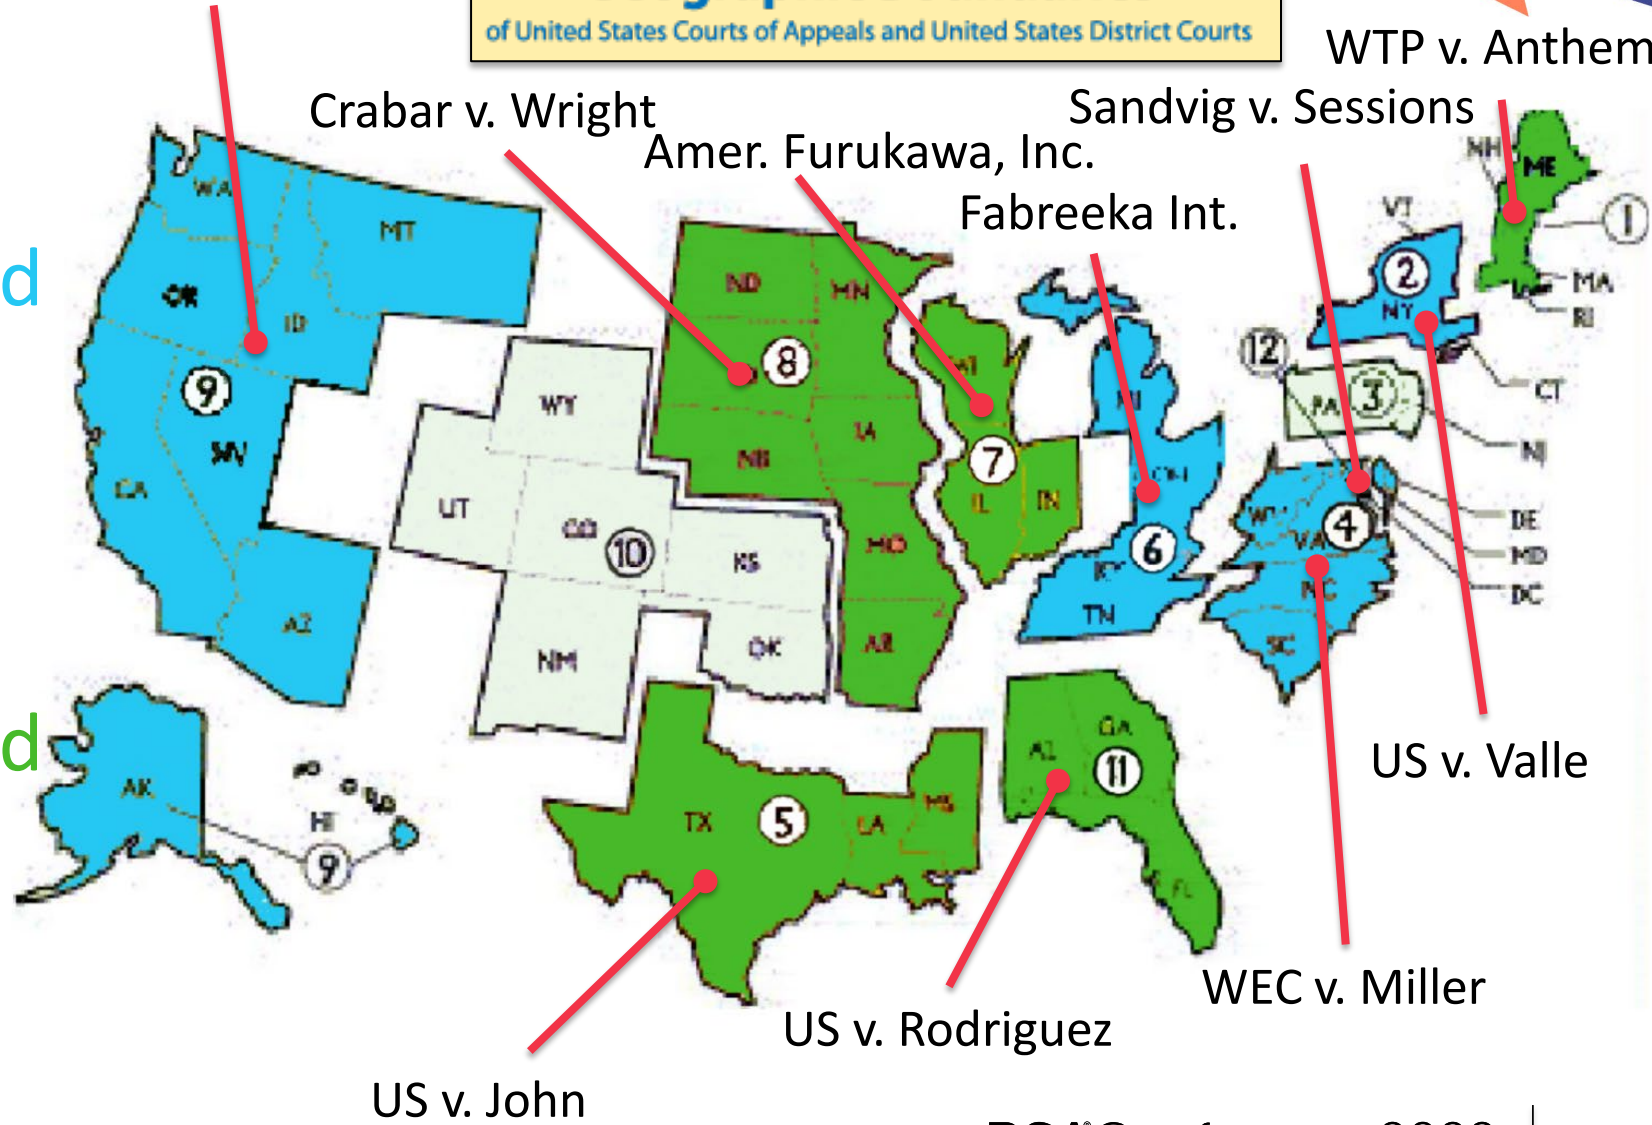 of United States Courts of Appeals and United States District Courts
WTP v. Anthem
Crabar v. Wright
Sandvig v. Sessions
Amer. Furukawa, Inc.
Fabreeka Int.
NH
ME
WA
MT
VT
1
d
OR
ID
ND
MN
2
NY
MA
RI
9
WY
8
WI
MI
12
PA
3
CT
NV
CA
UT
CO
10
KS
NB
IA
7
IL
IN
OH
NJ
6
KY
TN
WV
4
VA
NC
SC
DE
MD
DC
AZ
NM
OK
MO
AR
d
AK
HI
9
TX
5
LA
MS
AL
GA
11
FL
US v. Valle
WEC v. Miller
US v. Rodriguez
US v. John